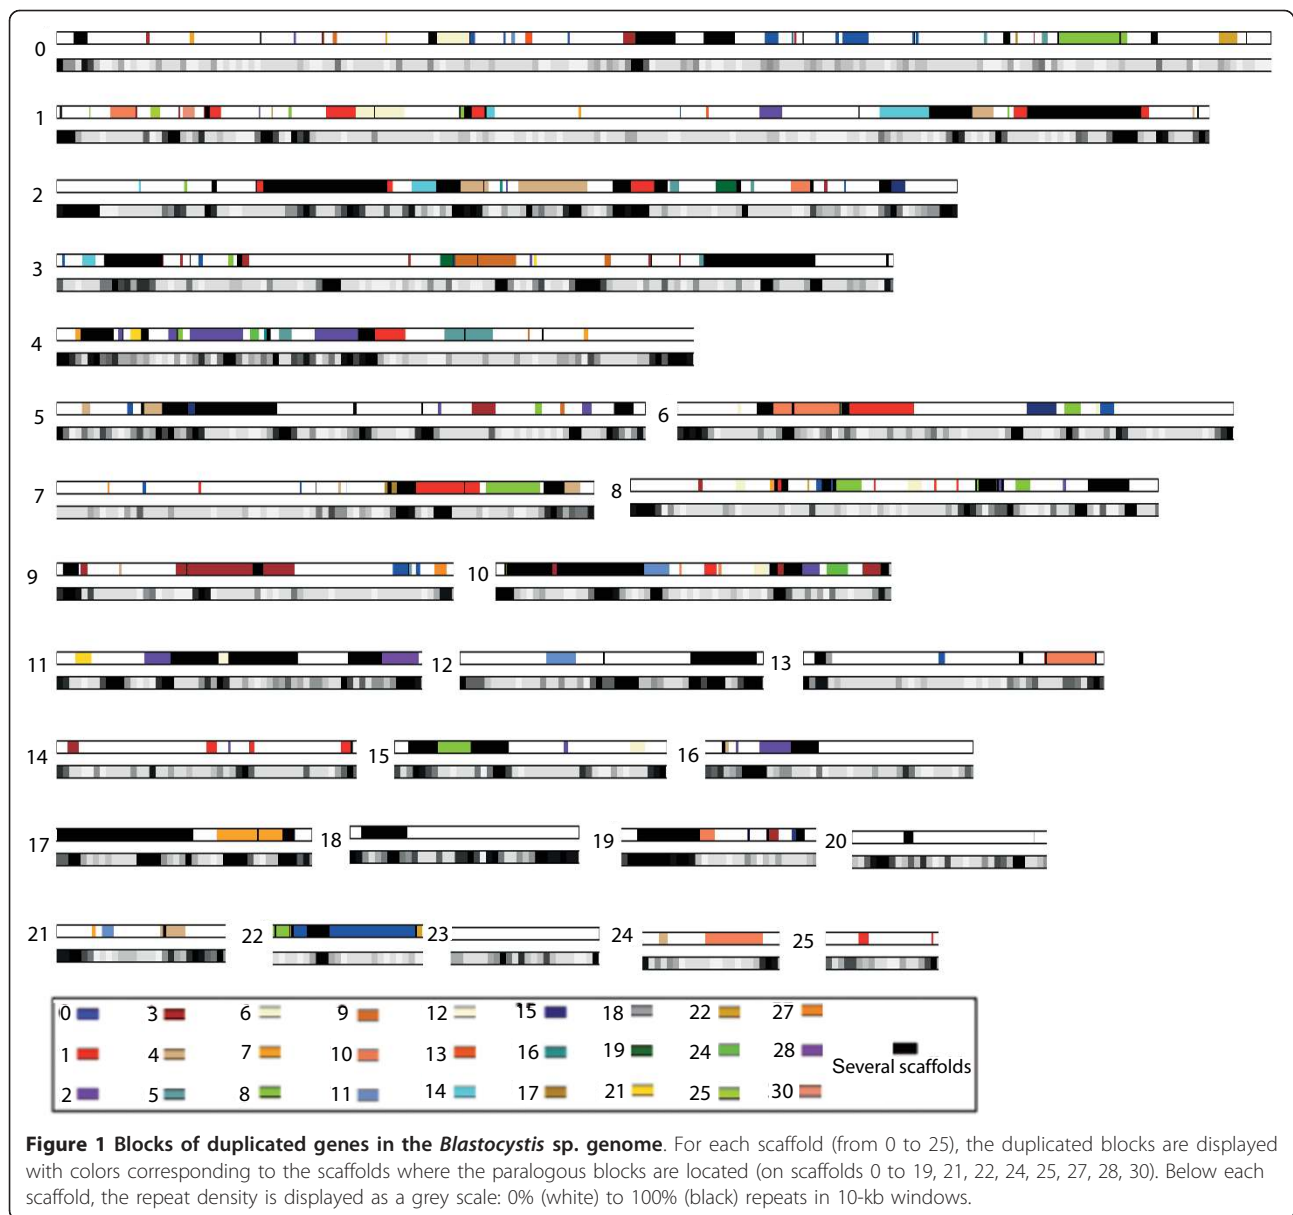 0
1
2
3
4
5 6
7 8
9 10
11 12 13
14 15 16
17 18 19 20
21 22 23 24 25
0 3 6 9 12 15 18 22 27
1 4 7 10 13 16 19 24 28 Several scaffolds
2 5 8 11 14 17 21 25 30
Figure 1 Blocks of duplicated genes in the Blastocystis sp. genome. For each scaffold (from 0 to 25), the duplicated blocks are displayed
with colors corresponding to the scaffolds where the paralogous blocks are located (on scaffolds 0 to 19, 21, 22, 24, 25, 27, 28, 30). Below each
scaffold, the repeat density is displayed as a grey scale: 0% (white) to 100% (black) repeats in 10-kb windows.